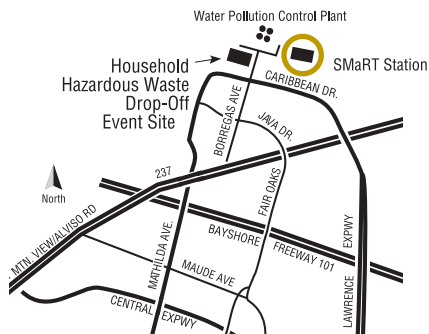 Water Pollution Control Plant
Household
Hazardous Waste
Drop-Off
Event Site
SMaRT Station
CARIBBEAN DR.
BORREGAS AVE
JAVA DR.
237
North
FAIR OAKS
MTN. VIEW/ALVISO RD
MATHILDA AVE.
BAYSHORE FREEWAY 101
LAWRENCE EXPWY
MAUDE AVE
CENTRAL EXPWY